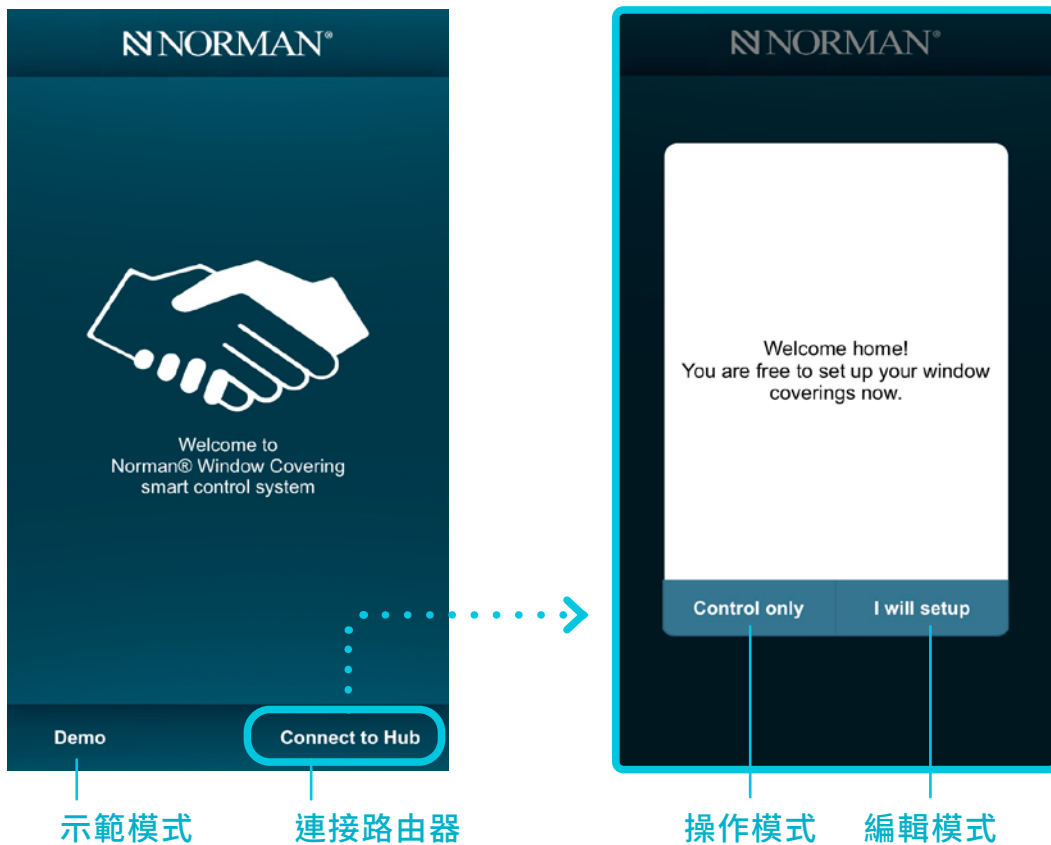 NORMAN®
Welcome to
Norman® Window Covering
smart control system
Demo
Connect to Hub
示範模式
連接路由器
NORMAN®
Welcome home!
You are free to set up your window
coverings now.
Control only
I will setup
操作模式
編輯模式